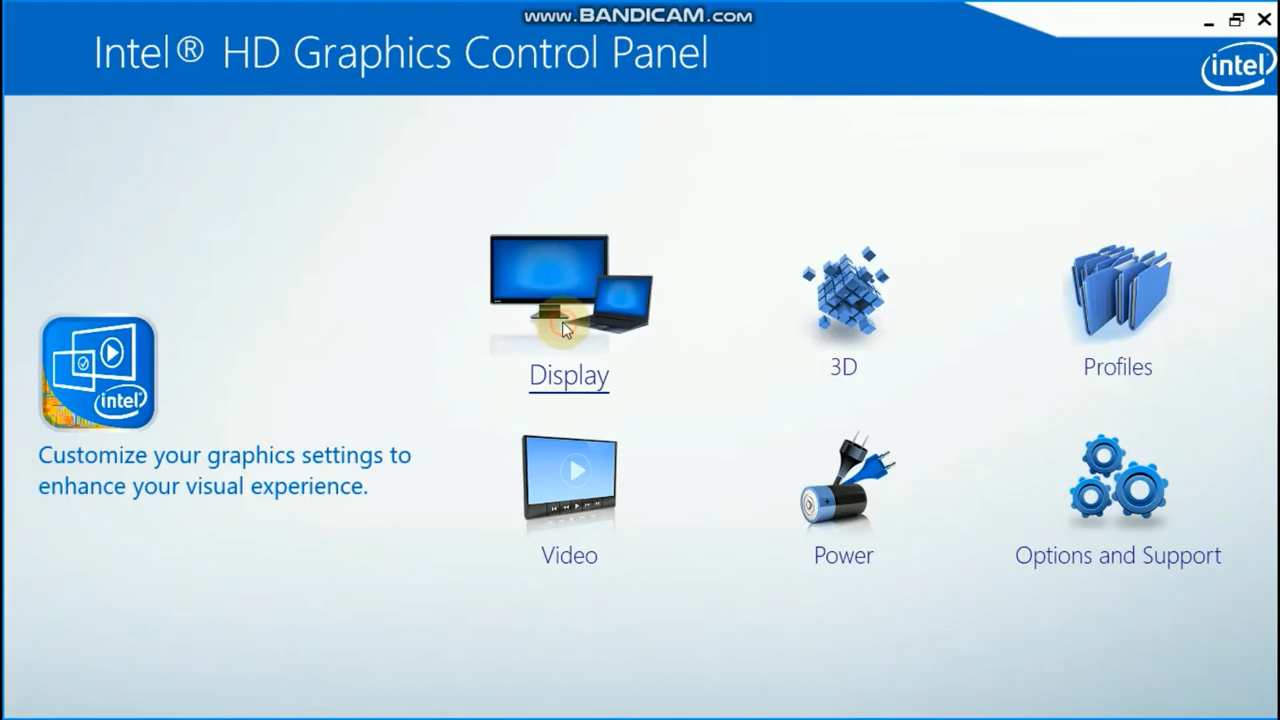 www.BANDICAM.com
Intel® HD Graphics Control Panel
intel
Display
3D
Profiles
intel
Customize your graphics settings to
enhance your visual experience.
Video
Power
Options and Support